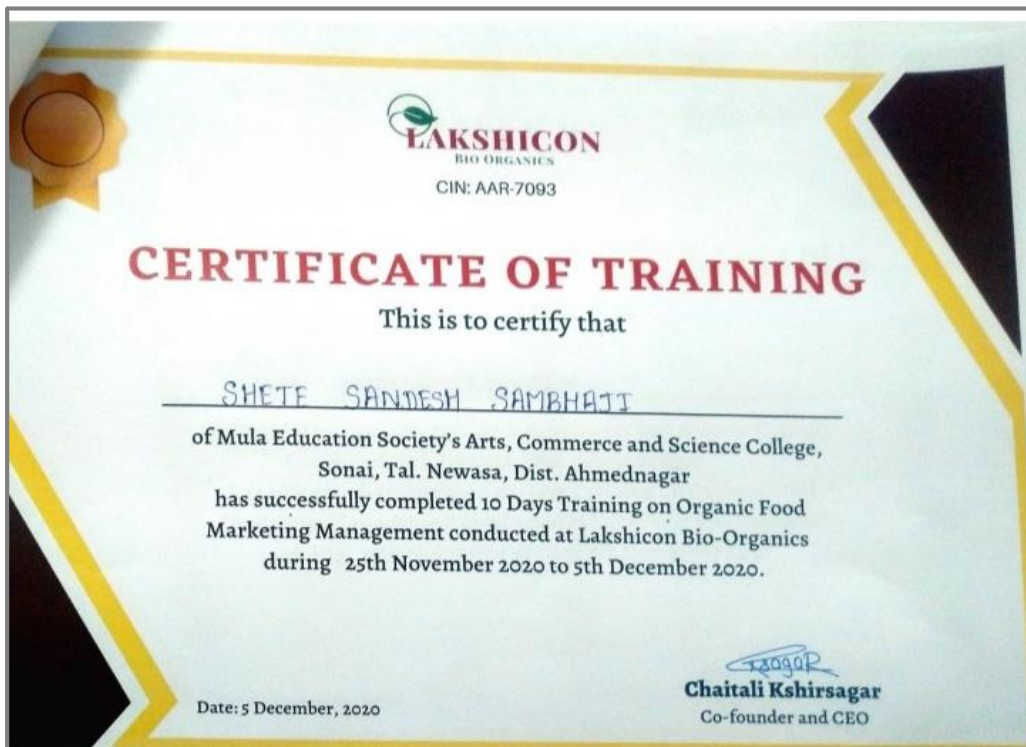 LAKSHICON
BIO ORGANICS
CIN: AAR-7093
CERTIFICATE OF TRAINING
This is to certify that
SHETE SANDESH SAMBHAJI
of Mula Education Society's Arts, Commerce and Science College,
Sonai, Tal. Newasa, Dist. Ahmednagar
has successfully completed 10 Days Training on Organic Food
Marketing Management conducted at Lakshicon Bio-Organics
during 25th November 2020 to 5th December 2020.
Chaitali Kshirsagar
Co-founder and CEO
Date: 5 December, 2020